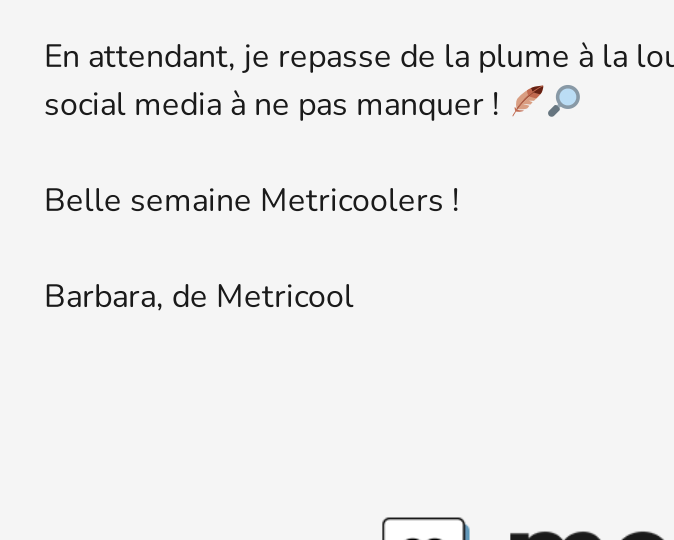 En attendant, je repasse de la plume à la
social media à ne pas manquer ! 🪶🔎
Belle semaine Metricoolers !
Barbara, de Metricool